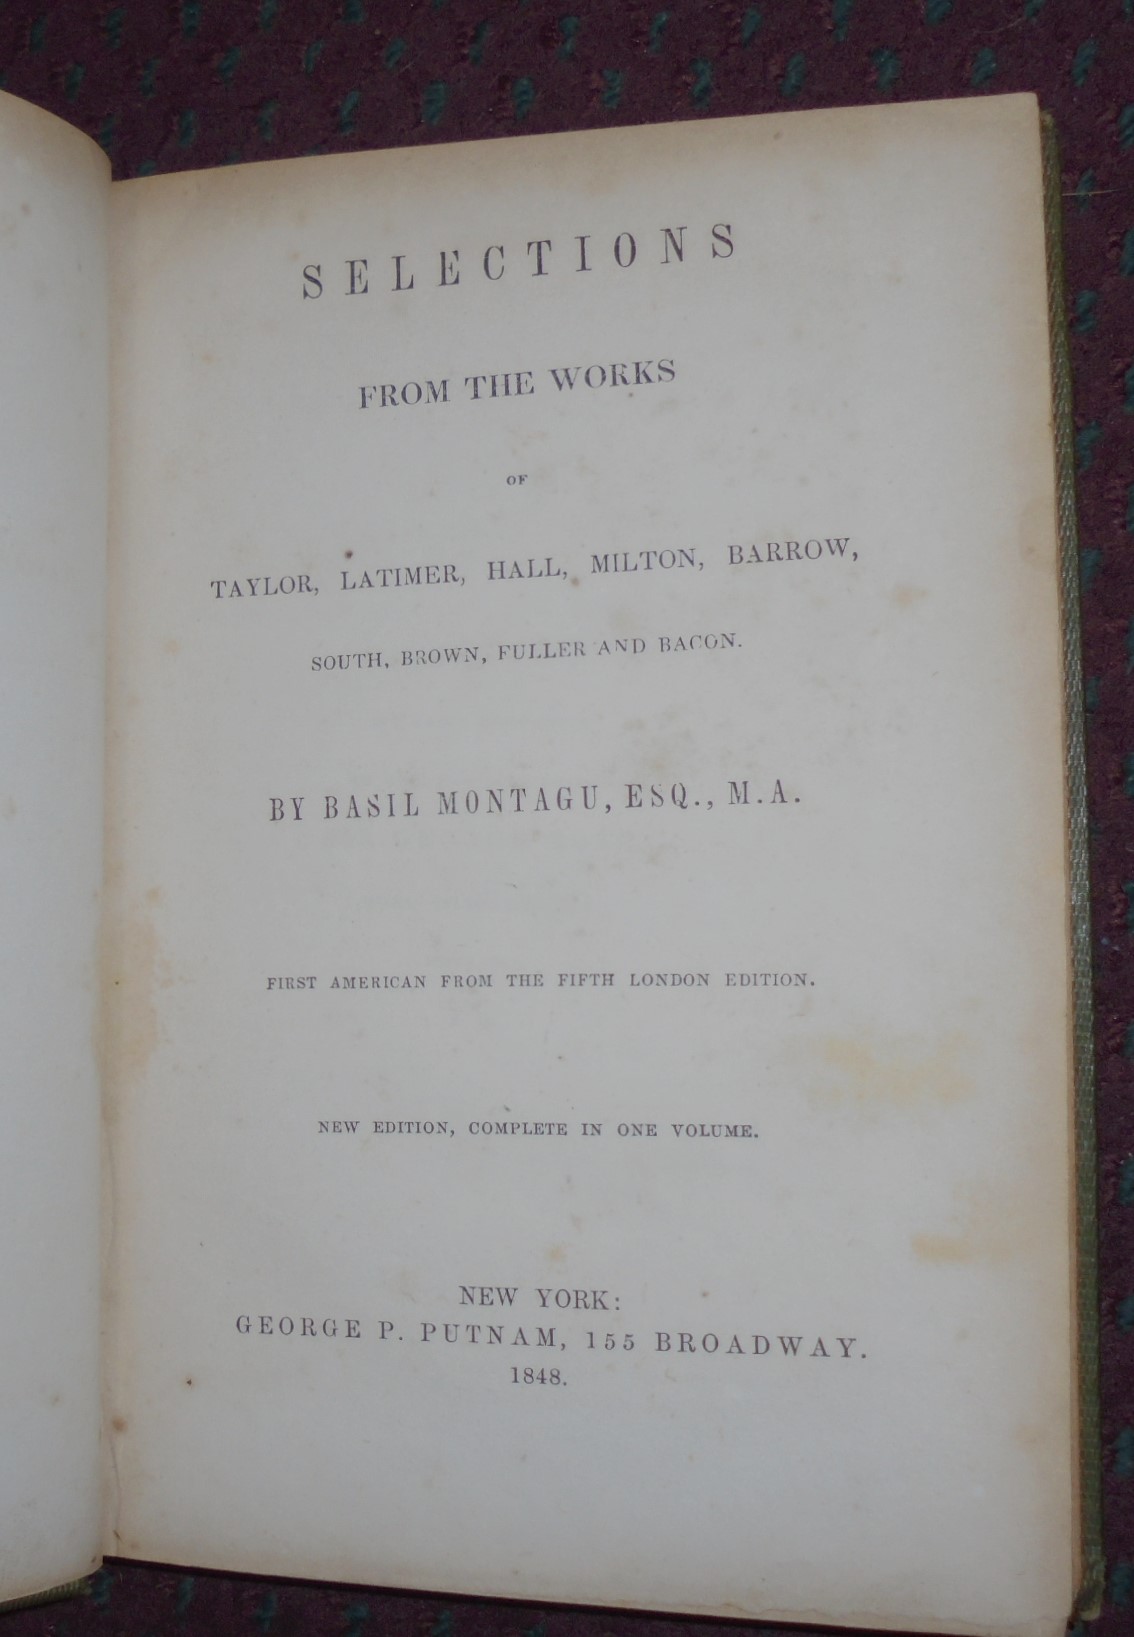 SELECTIONS
FROM THE WORKS
OF
TAYLOR, LATIMER, HALL, MILTON, BARROW,
SOUTH, BROWN, FULLER AND BACON.
BY BASIL MONTAGU, ESQ., M.A.
FIRST AMERICAN FROM THE FIFTH LONDON EDITION.
NEW EDITION, COMPLETE IN ONE VOLUME.
NEW YORK:
GEORGE P. PUTNAM, 155 BROADWAY.
1848.